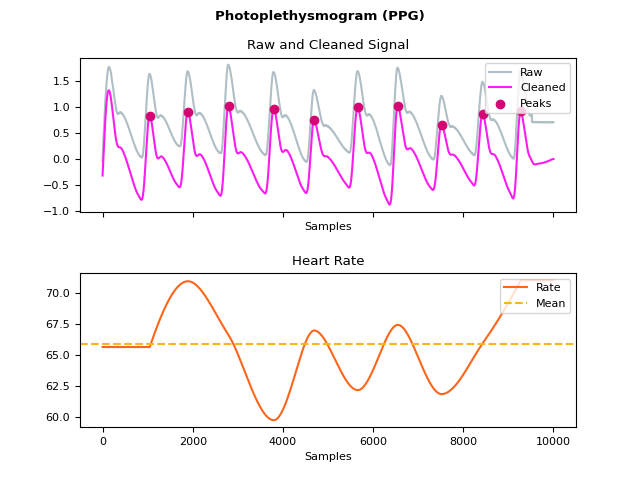 Photoplethysmogram (PPG)
Raw and Cleaned Signal
1.5
1.0
0.5
0.0
−0.5
−1.0
Raw
Cleaned
Peaks
Samples
Heart Rate
70.0
67.5
65.0
62.5
60.0
Rate
Mean
0 2000 4000 6000 8000 10000
Samples